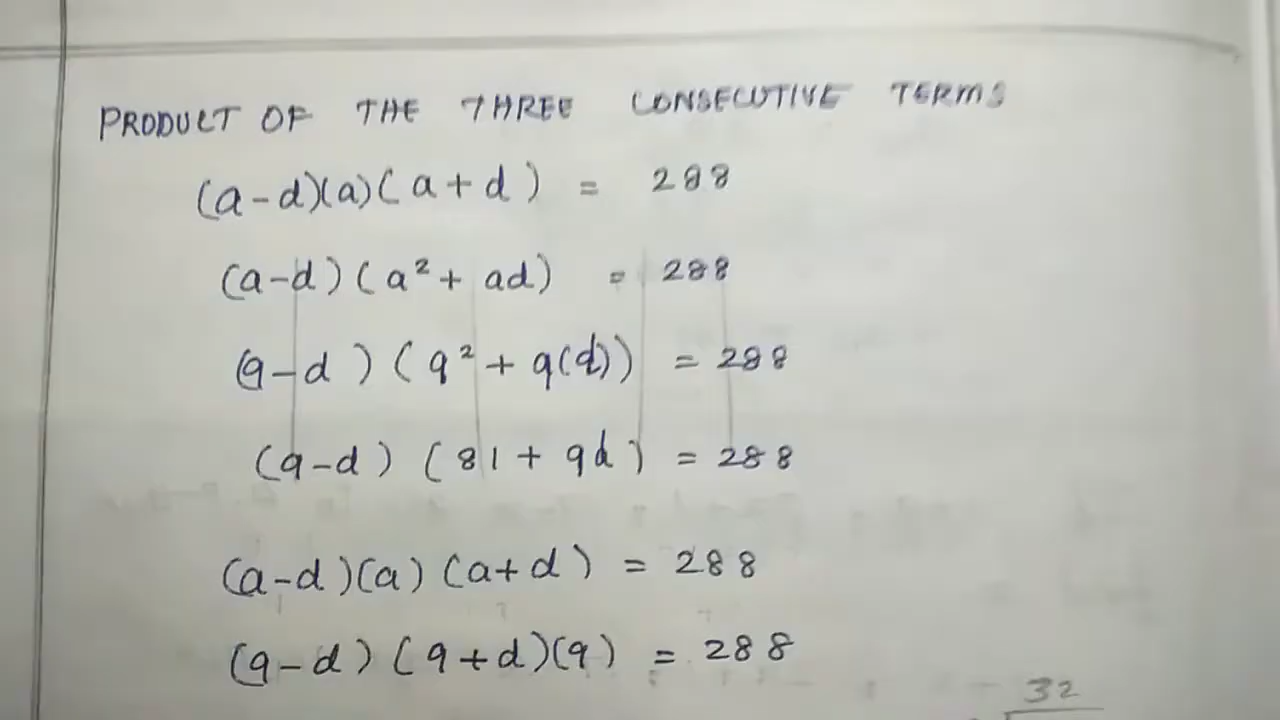 PRODUCT OF THE THREE CONSECUTIVE TERMS
(a-d)(a)(a+d) = 288
(a-d)(a²+ ad) = 288
(9-d)(9²+ 9(d)) = 288
(9-d)(81+ 9d) = 288
(a-d)(a)(a+d) = 288
(9-d)(9+d)(9) = 288
32